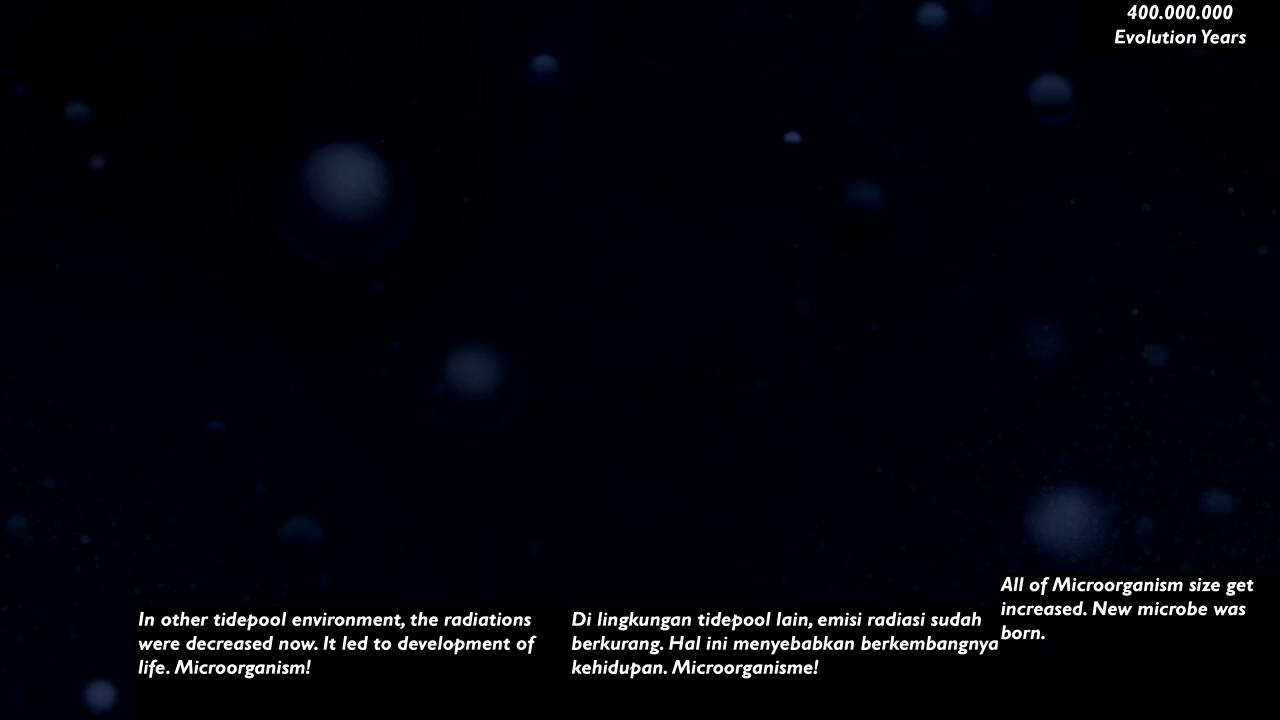 400.000.000
Evolution Years
In other tidepool environment, the radiations
were decreased now. It led to development of
life. Microorganism!
Di lingkungan tidepool lain, emisi radiasi sudah
berkurang. Hal ini menyebabkan berkembangnya
kehidupan. Microorganisme!
All of Microorganism size get
increased. New microbe was
born.